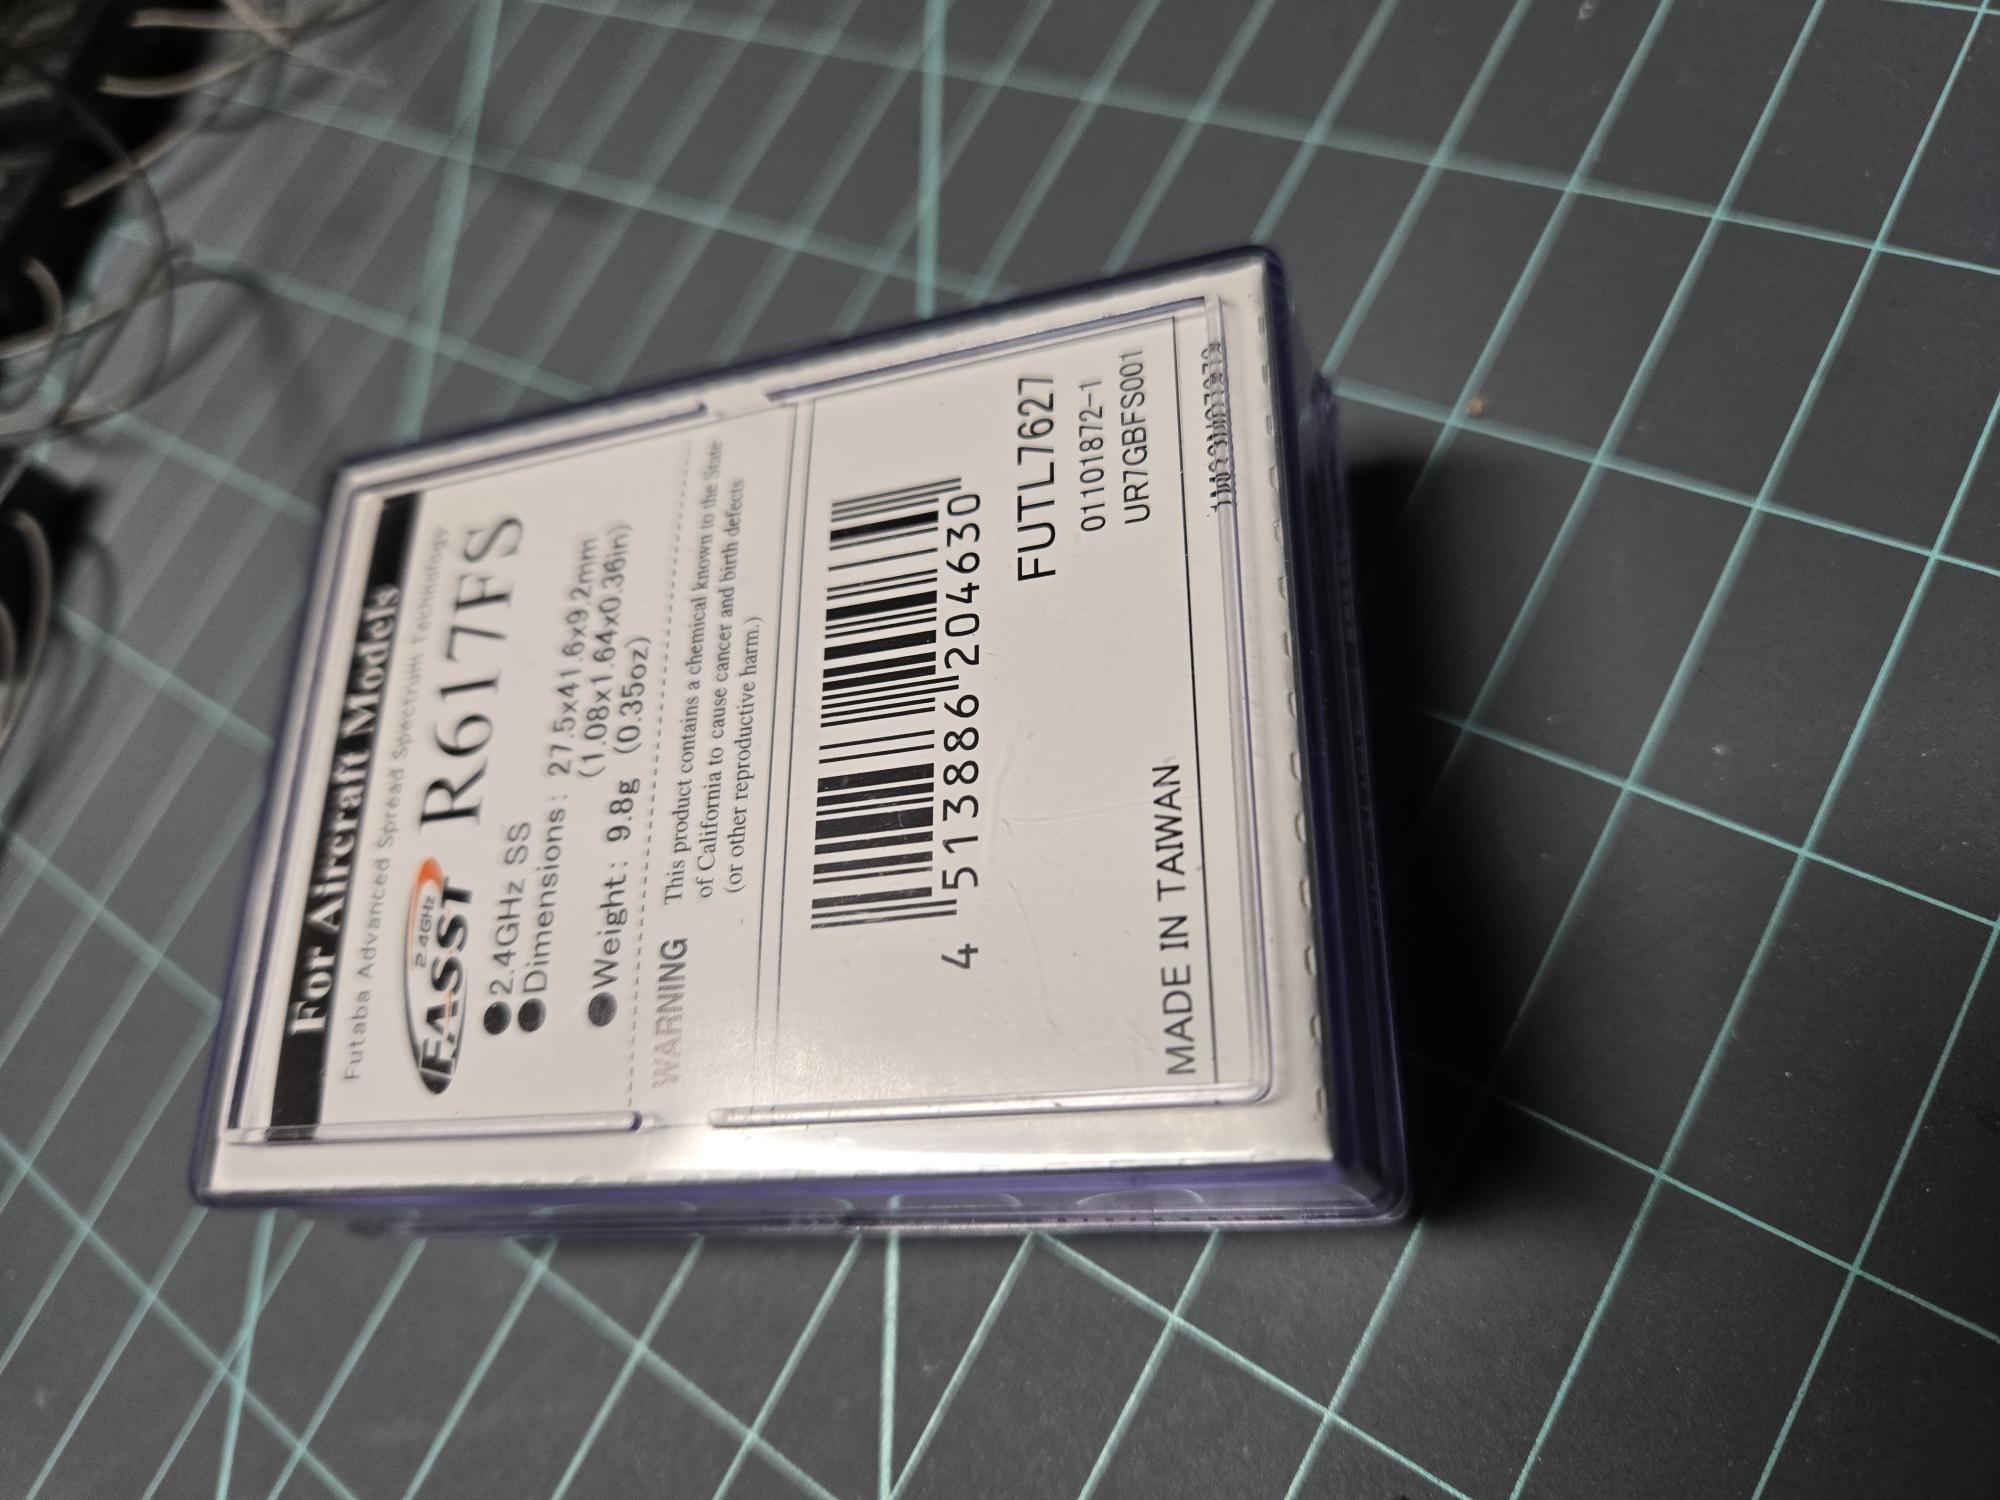 For Aircraft Models
Futaba Advanced Spread Spectrum Technology
2.4GHz
FASST R617FS
●2.4GHz SS
●Dimensions: 27.5x41.6x9.2mm
(1.08x1.64x0.36in)
●Weight: 9.8g (0.35oz)
WARNING This product contains a chemical known to the State
of California to cause cancer and birth defects
(or other reproductive harm.)
4 513886 204630
FUTL7627
01101872-1
UR7GBFS001
MADE IN TAIWAN